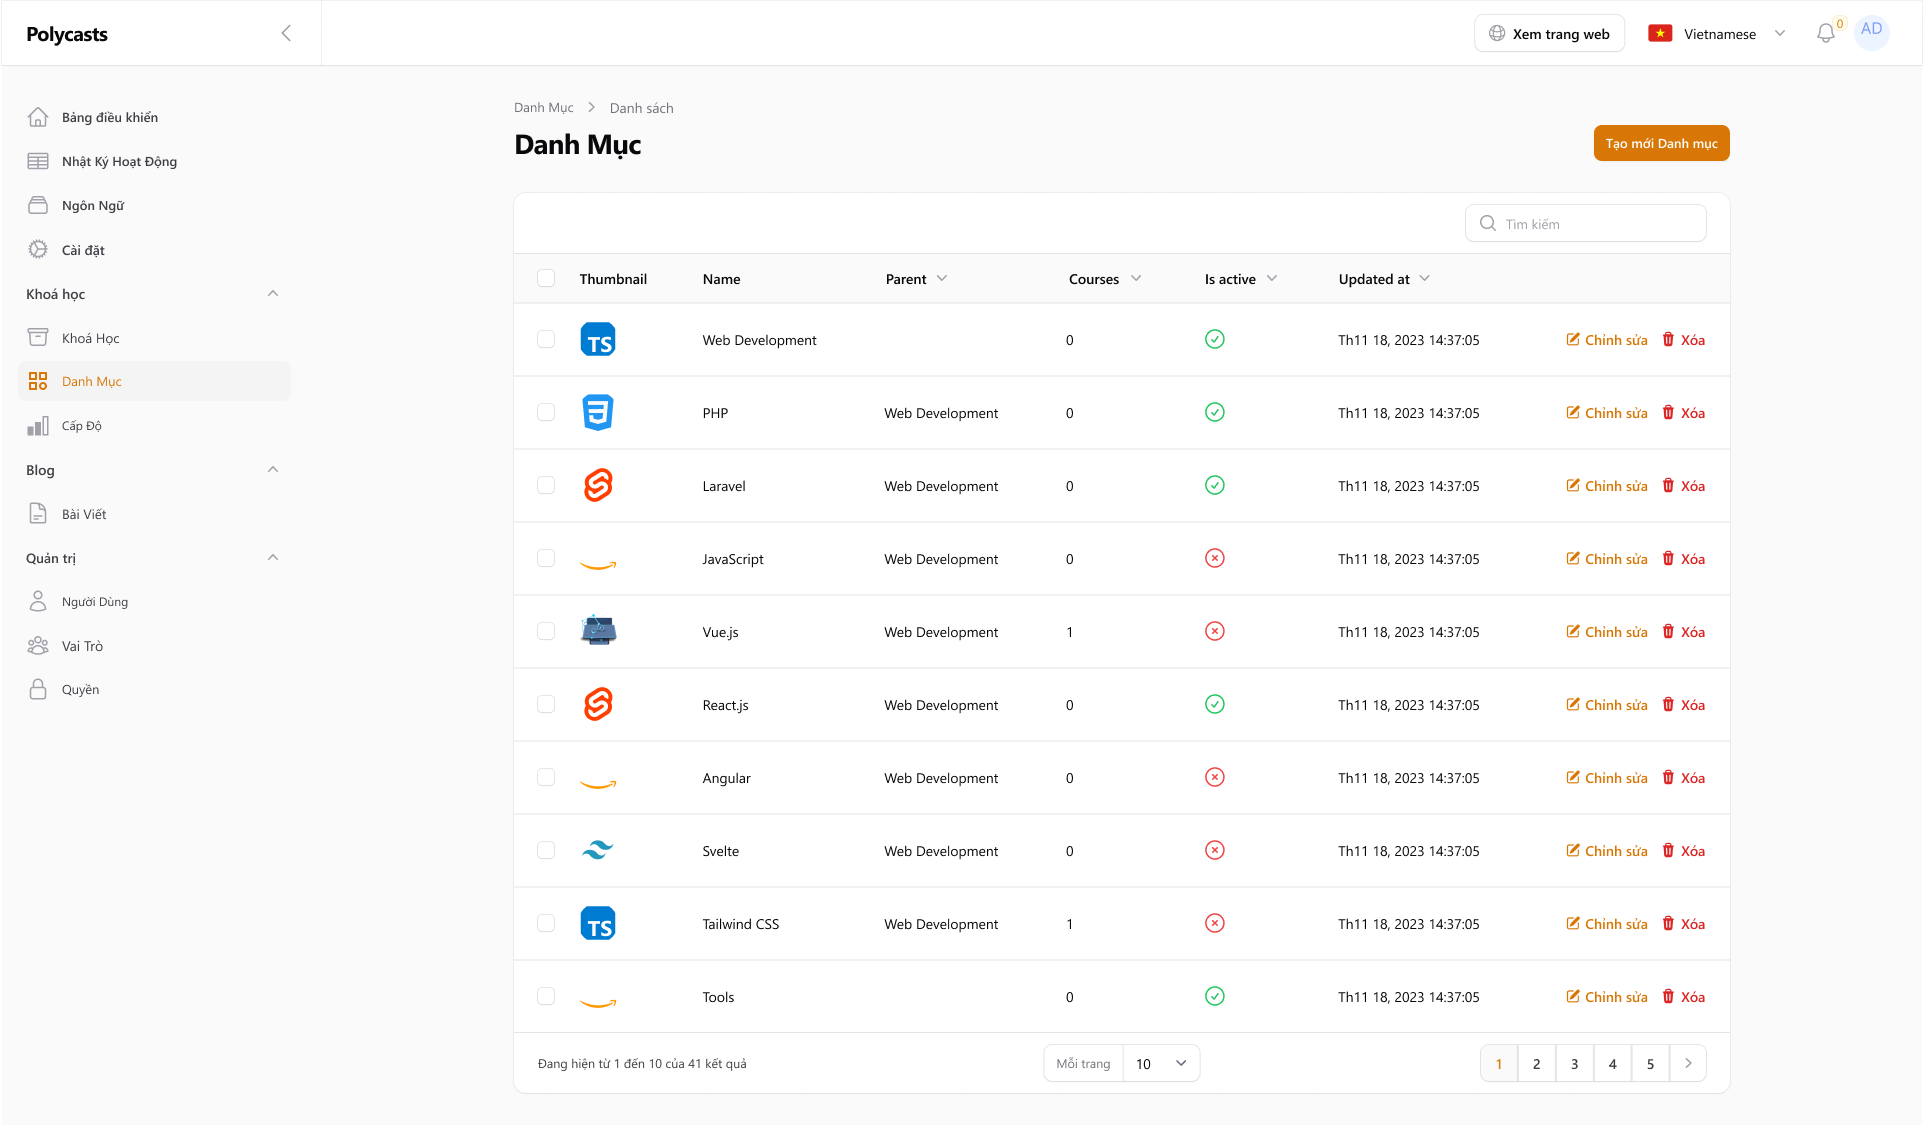 Polycasts
Xem trang web
Vietnamese
0
AD
Bảng điều khiển
Nhật Ký Hoạt Động
Ngôn Ngữ
Cài đặt
Khoá học
Khoá Học
Danh Mục
Cấp Độ
Blog
Bài Viết
Quản trị
Người Dùng
Vai Trò
Quyền
Danh Mục > Danh sách
Danh Mục
Tạo mới Danh mục
Tìm kiếm
Thumbnail Name Parent Courses Is active Updated at
TS Web Development 0 Th11 18, 2023 14:37:05 Chỉnh sửa Xóa
PHP Web Development 0 Th11 18, 2023 14:37:05 Chỉnh sửa Xóa
Laravel Web Development 0 Th11 18, 2023 14:37:05 Chỉnh sửa Xóa
JavaScript Web Development 0 Th11 18, 2023 14:37:05 Chỉnh sửa Xóa
Vue.js Web Development 1 Th11 18, 2023 14:37:05 Chỉnh sửa Xóa
React.js Web Development 0 Th11 18, 2023 14:37:05 Chỉnh sửa Xóa
Angular Web Development 0 Th11 18, 2023 14:37:05 Chỉnh sửa Xóa
Svelte Web Development 0 Th11 18, 2023 14:37:05 Chỉnh sửa Xóa
TS Tailwind CSS Web Development 1 Th11 18, 2023 14:37:05 Chỉnh sửa Xóa
Tools 0 Th11 18, 2023 14:37:05 Chỉnh sửa Xóa
Đang hiện từ 1 đến 10 của 41 kết quả
Mỗi trang 10
1 2 3 4 5